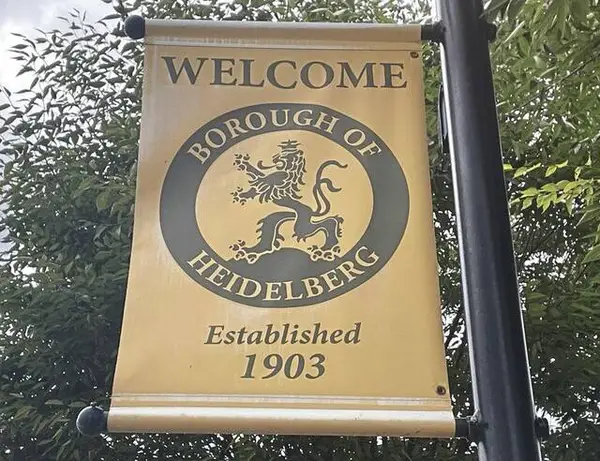 WELCOME
BOROUGH OF
HEIDELBERG
Established
1903